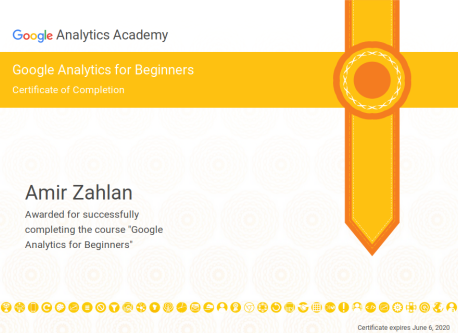 Google Analytics Academy
Google Analytics for Beginners
Certificate of Completion
Amir Zahlan
Awarded for successfully
completing the course "Google
Analytics for Beginners"
Certificate expires June 6, 2020